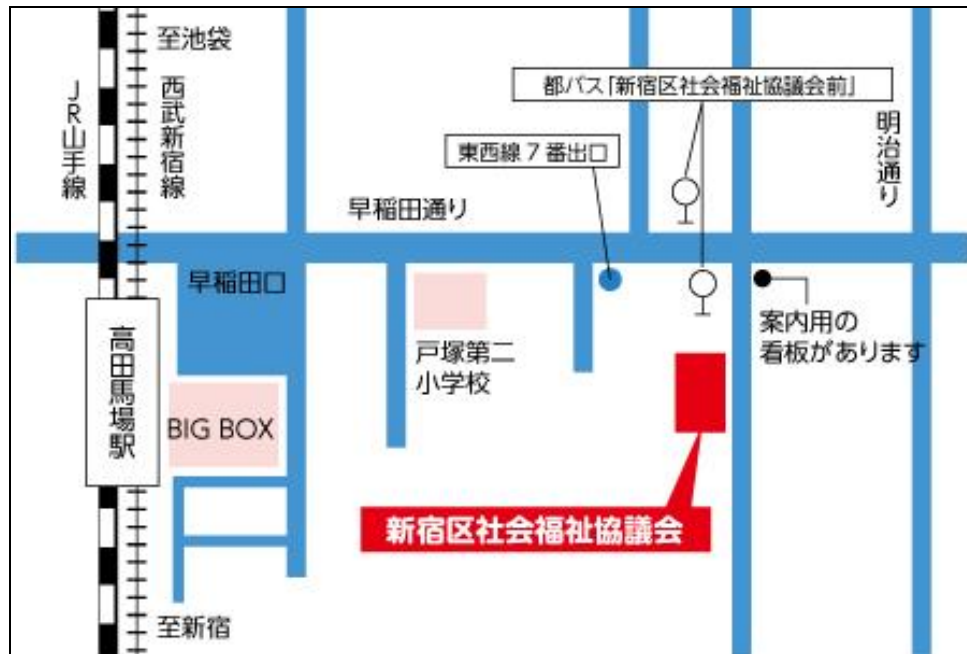 至池袋
JR山手線
西武新宿線
都バス「新宿区社会福祉協議会前」
明治通り
東西線7番出口
早稲田通り
早稲田口
戸塚第二
小学校
案内用の
看板があります
高田馬場駅
BIG BOX
新宿区社会福祉協議会
至新宿